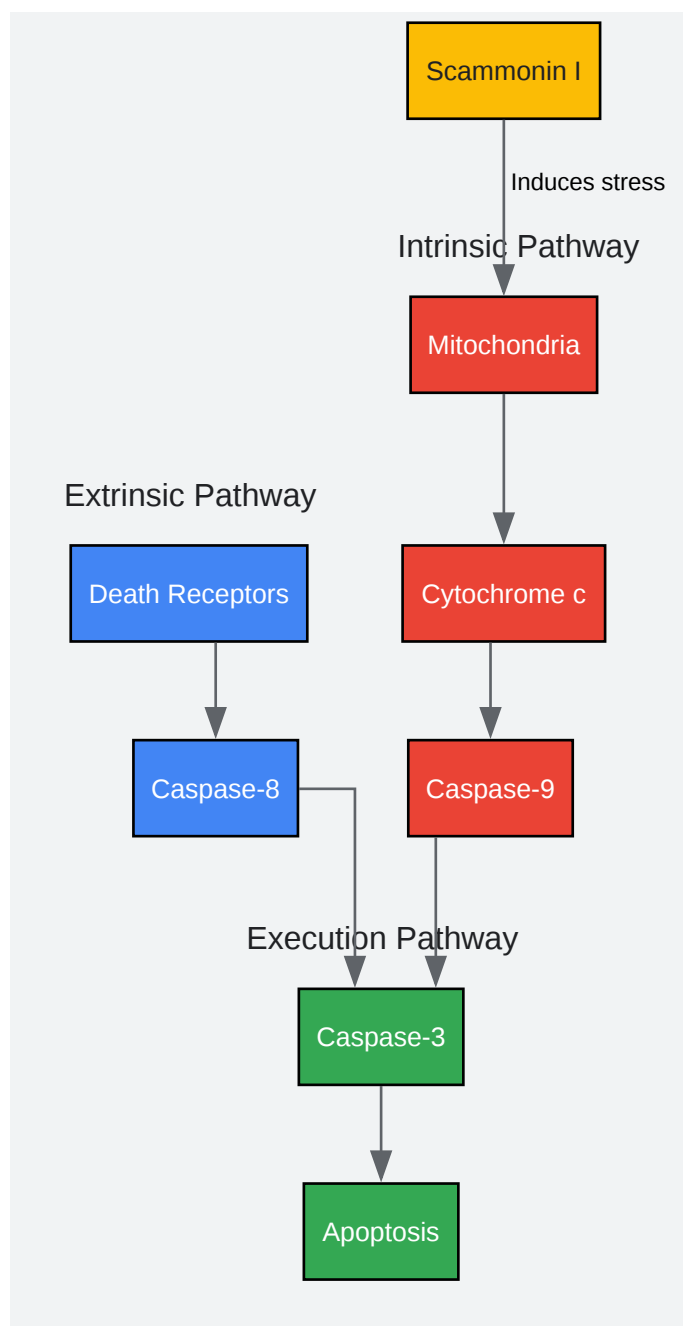 Scammonin I
Induces stress
Intrinsic Pathway
Mitochondria
Extrinsic Pathway
Death Receptors
Cytochrome c
Caspase-8
Caspase-9
Execution Pathway
Caspase-3
Apoptosis